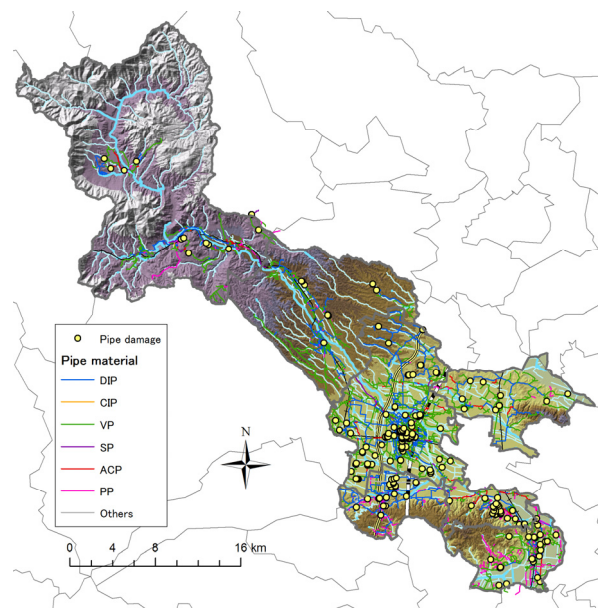 Pipe damage
Pipe material
DIP
CIP
VP
SP
ACP
PP
Others
N
0 4 8 16 km